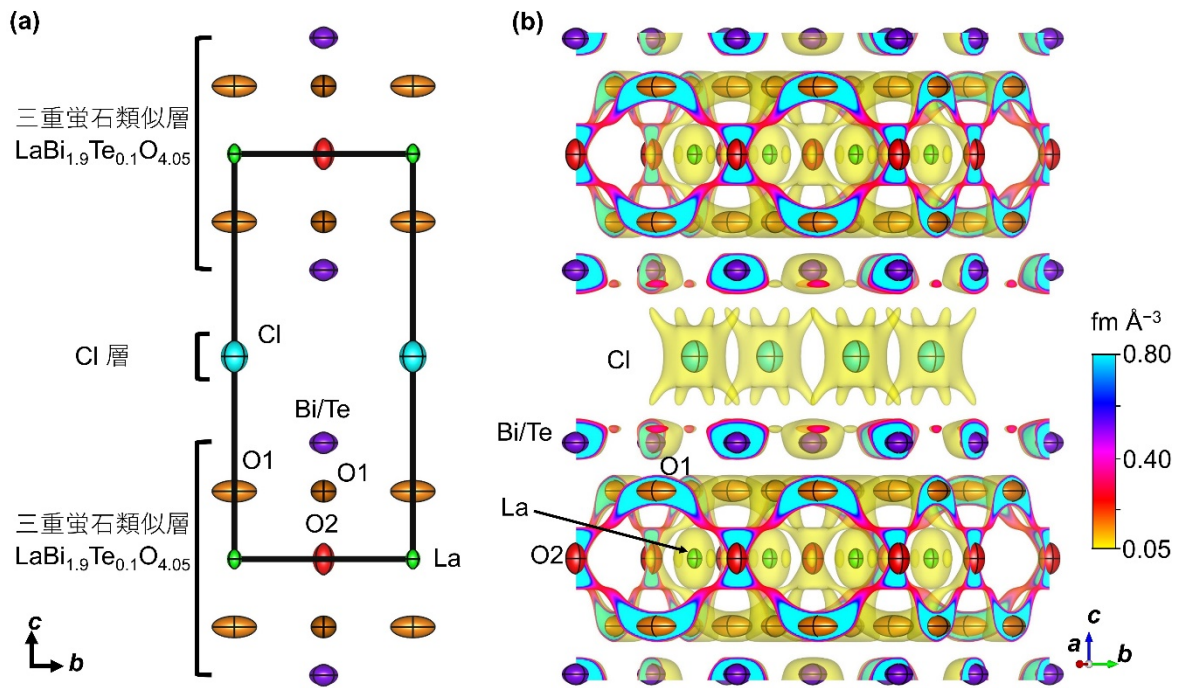 (a)
三重蛍石類似層
LaBi₁.₉Te₀.₁O₄.₀₅
Cl
Cl 層
Bi/Te
O1
O1
O2
三重蛍石類似層
LaBi₁.₉Te₀.₁O₄.₀₅
La
c
b
(b)
fm Å⁻³
0.80
0.40
0.05
Cl
Bi/Te
O1
La
O2
c
a
b